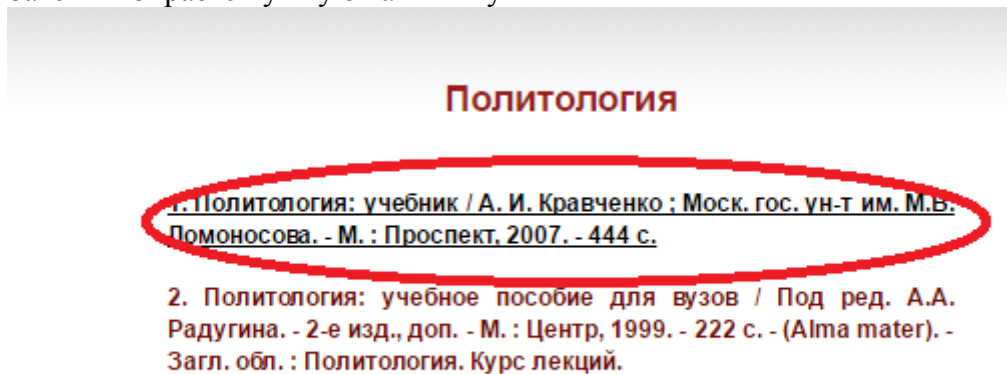 Политология
1. Политология: учебник / А. И. Кравченко ; Моск. гос. ун-т им. М.В.
Ломоносова. - М. : Проспект, 2007. - 444 с.
2. Политология: учебное пособие для вузов / Под ред. А.А.
Радугина. - 2-е изд., доп. - М. : Центр, 1999. - 222 с. - (Alma mater). -
Загл. обл. : Политология. Курс лекций.